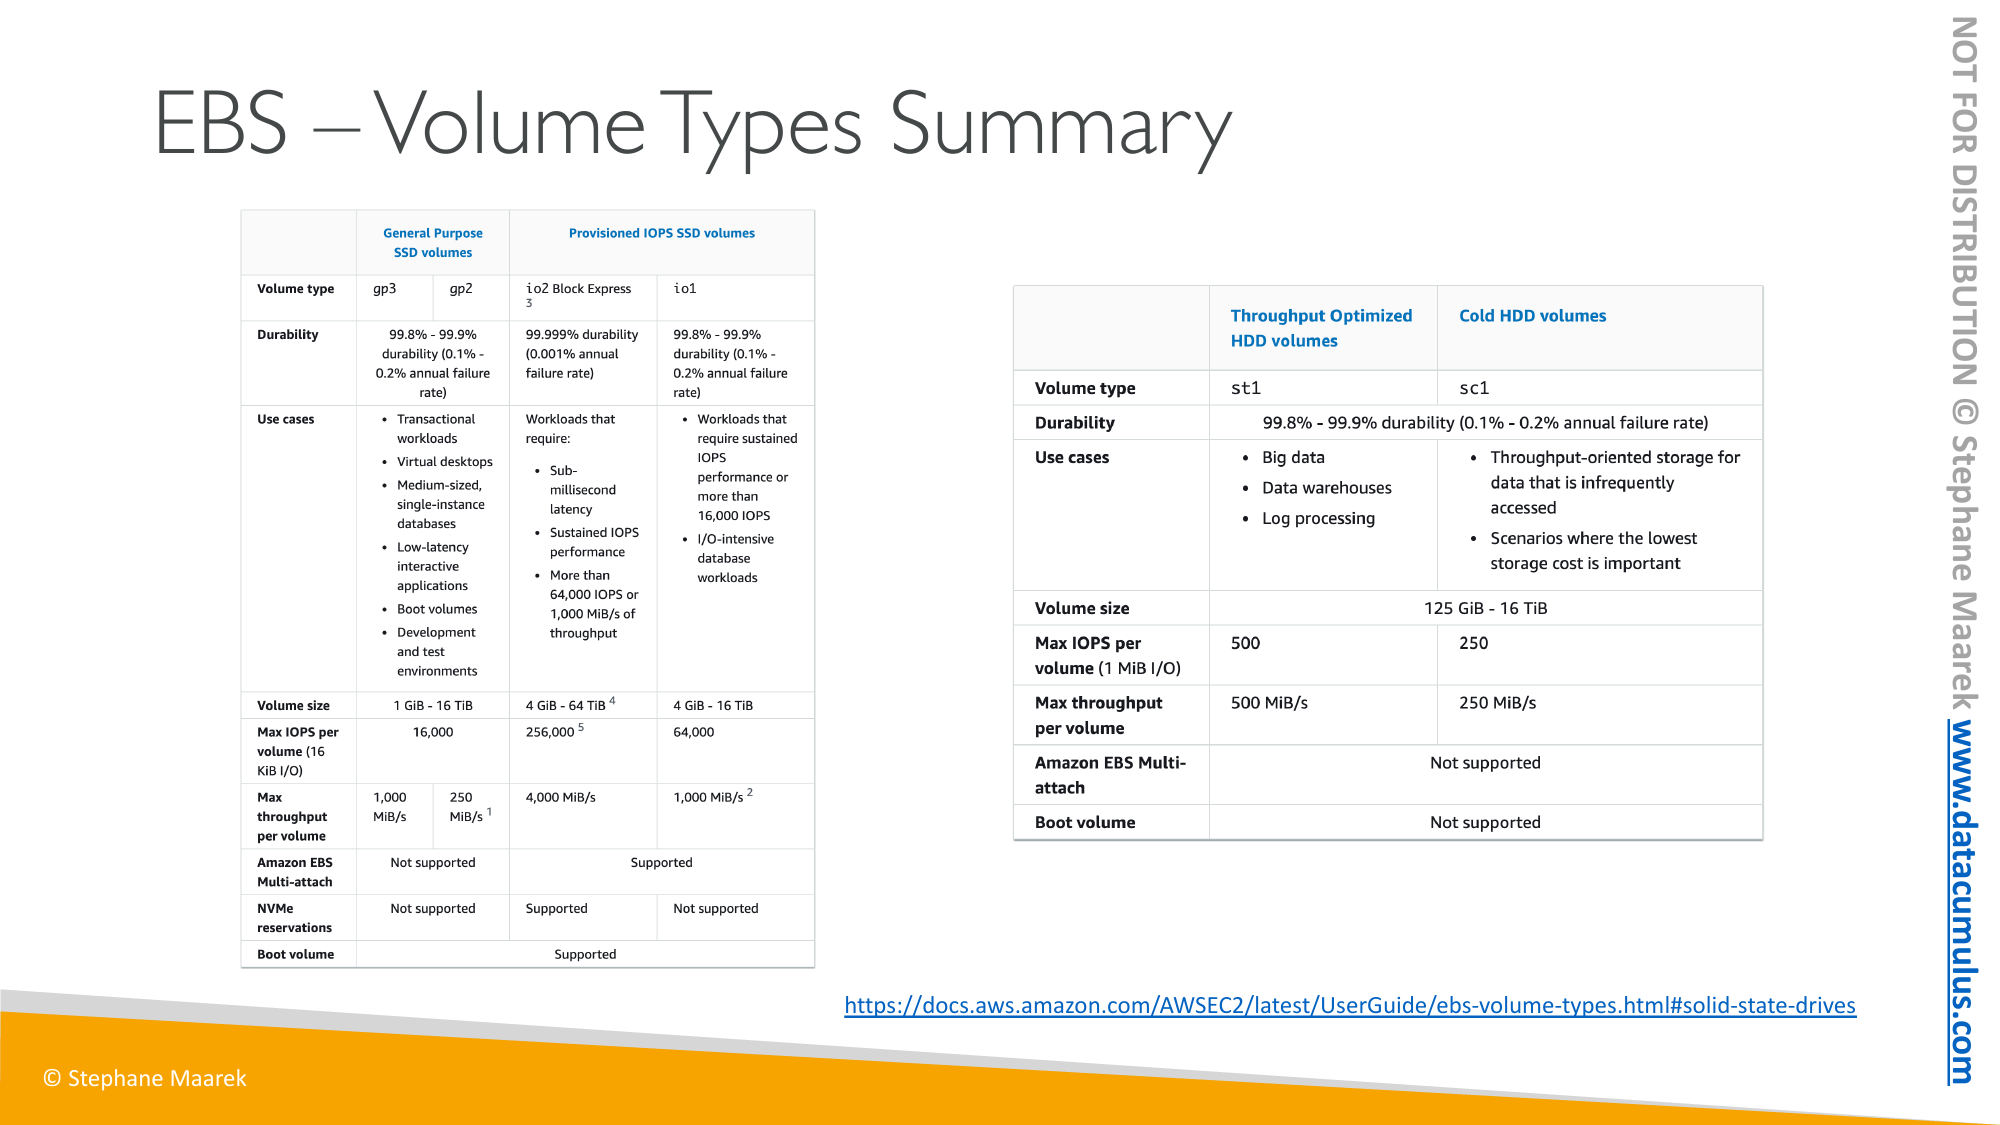 EBS – Volume Types Summary
General Purpose
SSD volumes
Provisioned IOPS SSD volumes
Volume type
gp3
gp2
io2 Block Express
3
io1
Durability
99.8% - 99.9%
durability (0.1% -
0.2% annual failure
rate)
99.999% durability
(0.001% annual
failure rate)
99.8% - 99.9%
durability (0.1% -
0.2% annual failure
rate)
Use cases
• Transactional
workloads
• Virtual desktops
• Medium-sized,
single-instance
databases
• Low-latency
interactive
applications
• Boot volumes
• Development
and test
environments
Workloads that
require:
• Sub-
millisecond
latency
• Sustained IOPS
performance
• More than
64,000 IOPS or
1,000 MiB/s of
throughput
• Workloads that
require sustained
IOPS
performance or
more than
16,000 IOPS
• I/O-intensive
database
workloads
Volume size
1 GiB - 16 TiB
4 GiB - 64 TiB 4
4 GiB - 16 TiB
Max IOPS per
volume (16
KiB I/O)
16,000
256,000 5
64,000
Max
throughput
per volume
1,000
MiB/s
250
MiB/s 1
4,000 MiB/s
1,000 MiB/s 2
Amazon EBS
Multi-attach
Not supported
Supported
NVMe
reservations
Not supported
Supported
Not supported
Boot volume
Supported
Throughput Optimized
HDD volumes
Cold HDD volumes
Volume type
st1
sc1
Durability
99.8% - 99.9% durability (0.1% - 0.2% annual failure rate)
Use cases
• Big data
• Data warehouses
• Log processing
• Throughput-oriented storage for
data that is infrequently
accessed
• Scenarios where the lowest
storage cost is important
Volume size
125 GiB - 16 TiB
Max IOPS per
volume (1 MiB I/O)
500
250
Max throughput
per volume
500 MiB/s
250 MiB/s
Amazon EBS Multi-
attach
Not supported
Boot volume
Not supported
https://docs.aws.amazon.com/AWSEC2/latest/UserGuide/ebs-volume-types.html#solid-state-drives
© Stephane Maarek
NOT FOR DISTRIBUTION © Stephane Maarek www.datacumulus.com